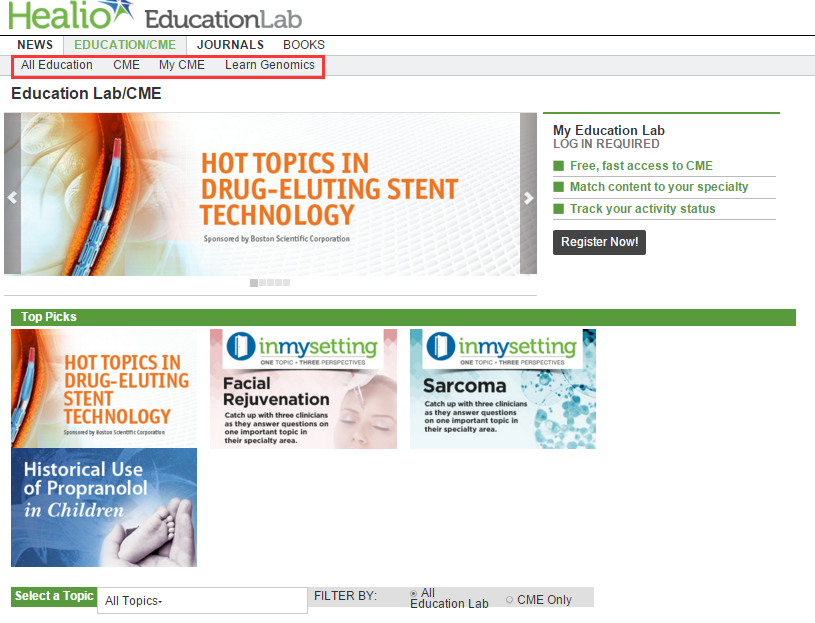 Healio EducationLab
NEWS EDUCATION/CME JOURNALS BOOKS
All Education CME My CME Learn Genomics
Education Lab/CME
HOT TOPICS IN
DRUG-ELUTING STENT
TECHNOLOGY
Sponsored by Boston Scientific Corporation
My Education Lab
LOG IN REQUIRED
Free, fast access to CME
Match content to your specialty
Track your activity status
Register Now!
Top Picks
HOT TOPICS IN
DRUG-ELUTING
STENT
TECHNOLOGY
Sponsored by Boston Scientific Corporation
inmysetting
ONE TOPIC • THREE PERSPECTIVES
Facial
Rejuvenation
Catch up with three clinicians
as they answer questions
on one important topic in
their specialty area.
inmysetting
ONE TOPIC • THREE PERSPECTIVES
Sarcoma
Catch up with three clinicians
as they answer questions
on one important topic in
their specialty area.
Historical Use
of Propranolol
in Children
Select a Topic All Topics- FILTER BY: All
Education Lab CME Only